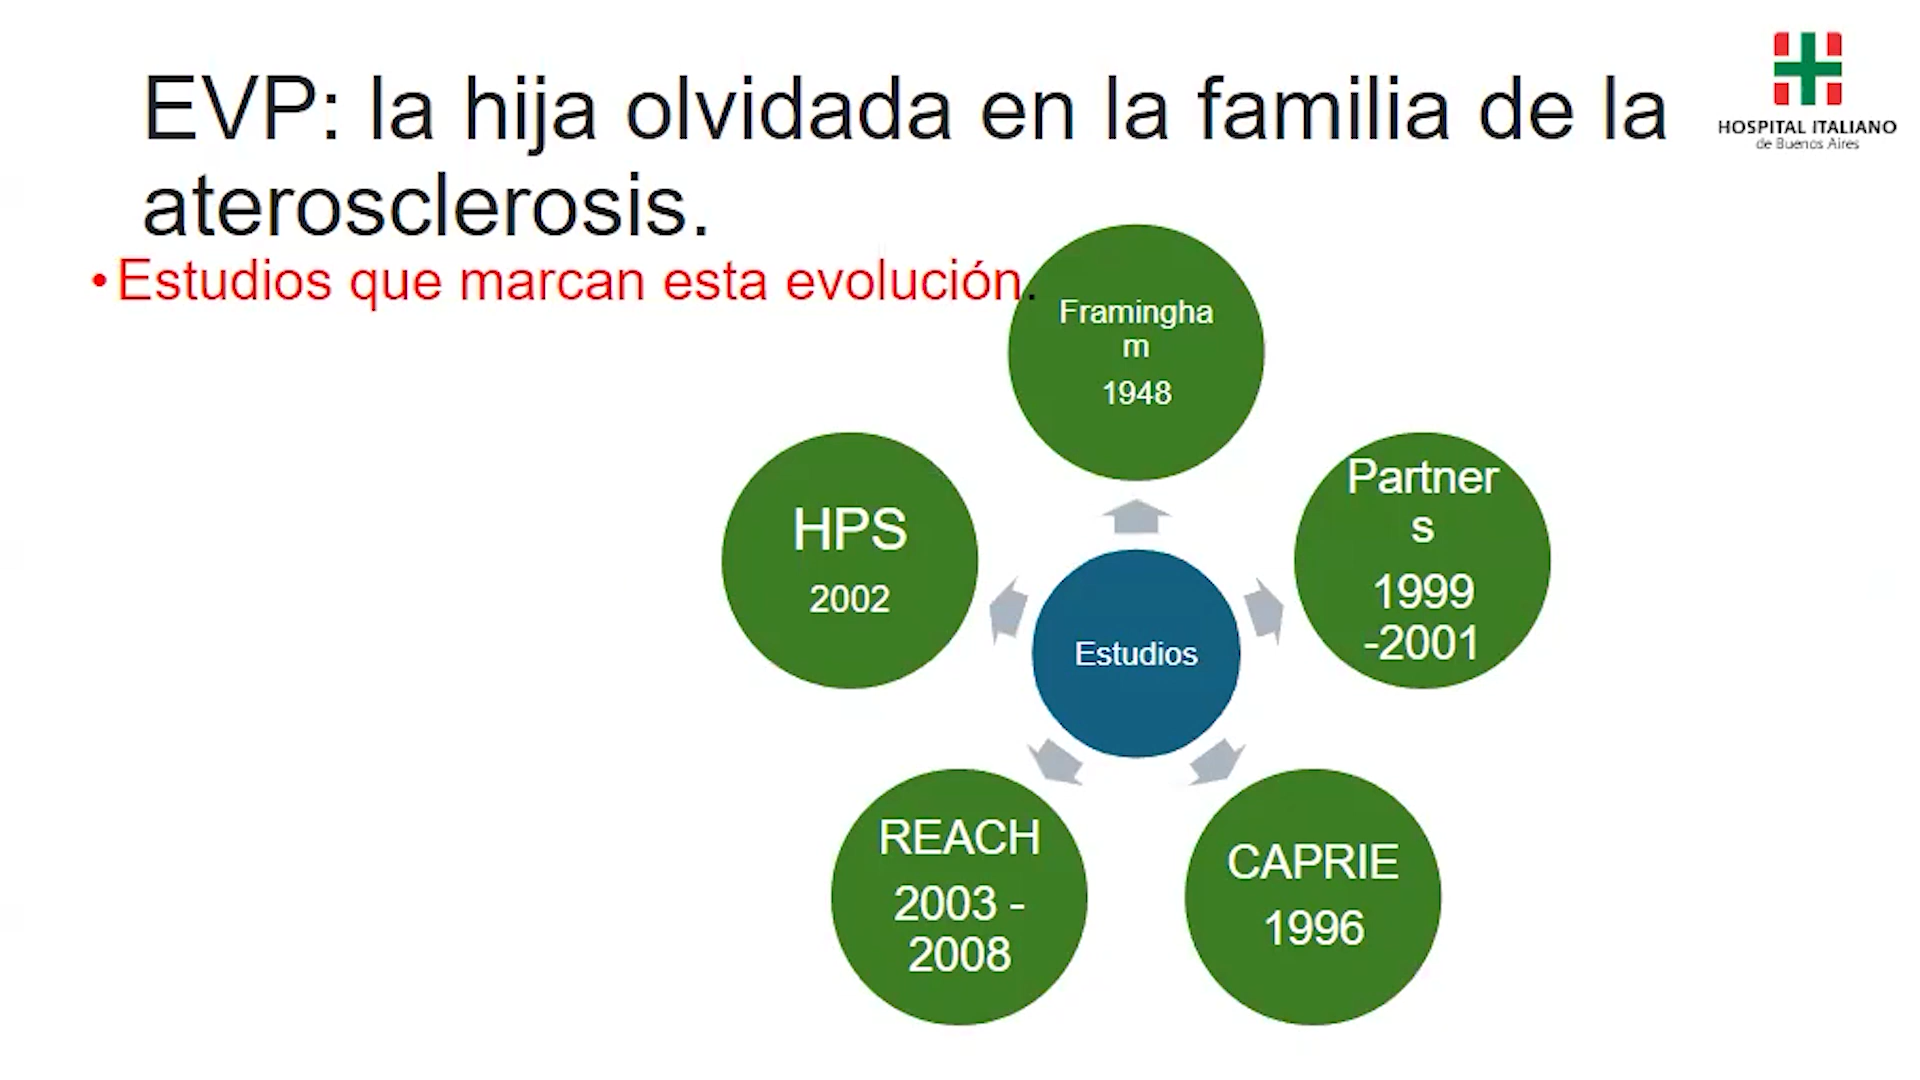 EVP: la hija olvidada en la familia de la
aterosclerosis.
HOSPITAL ITALIANO
de Buenos Aires
• Estudios que marcan esta evolución.
Framingha
m
1948
Partner
s
1999
-2001
CAPRIE
1996
REACH
2003 -
2008
HPS
2002
Estudios